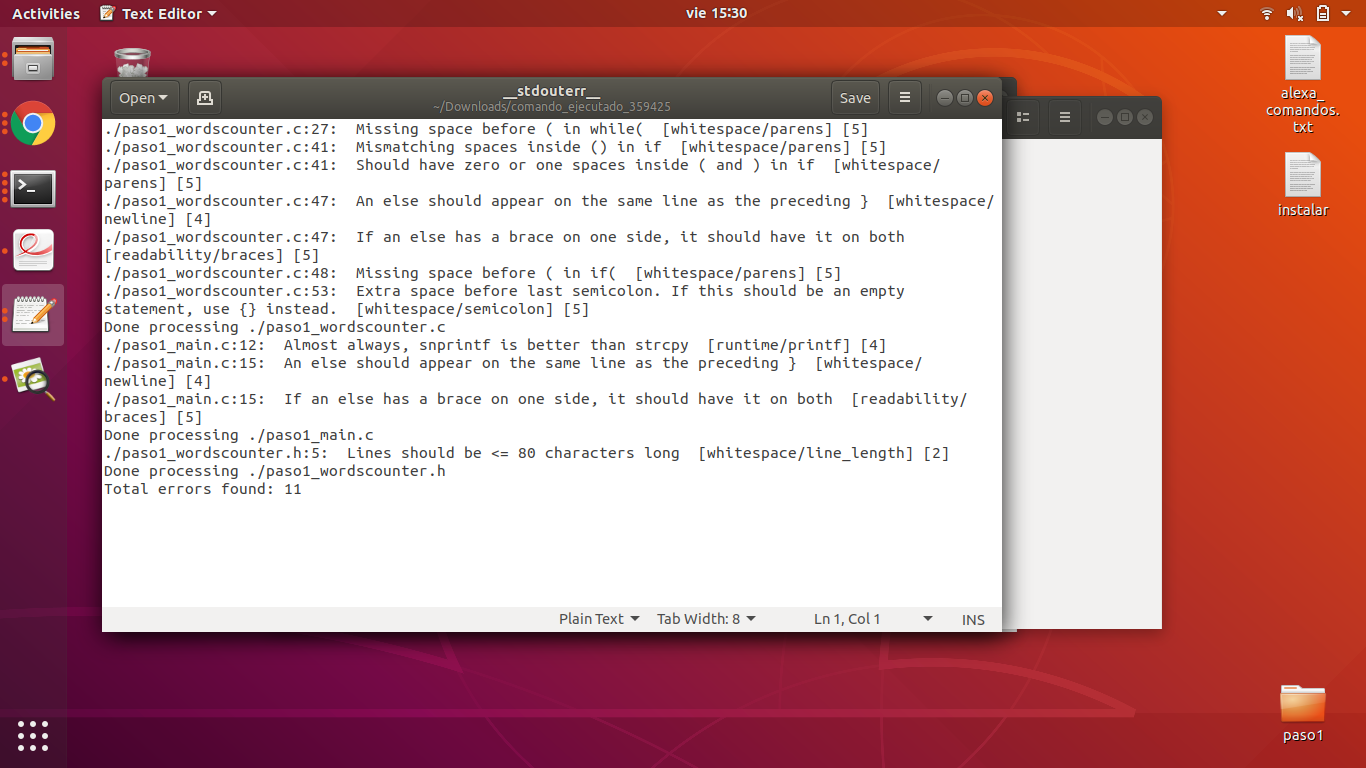 Activities
Text Editor
vie 15:30
Open
__stdouterr__
~/Downloads/comando_ejecutado_359425
Save
./paso1_wordscounter.c:27:  Missing space before ( in while(  [whitespace/parens] [5]
./paso1_wordscounter.c:41:  Mismatching spaces inside () in if  [whitespace/parens] [5]
./paso1_wordscounter.c:41:  Should have zero or one spaces inside ( and ) in if  [whitespace/
parens] [5]
./paso1_wordscounter.c:47:  An else should appear on the same line as the preceding }  [whitespace/
newline] [4]
./paso1_wordscounter.c:47:  If an else has a brace on one side, it should have it on both
[readability/braces] [5]
./paso1_wordscounter.c:48:  Missing space before ( in if(  [whitespace/parens] [5]
./paso1_wordscounter.c:53:  Extra space before last semicolon. If this should be an empty
statement, use {} instead.  [whitespace/semicolon] [5]
Done processing ./paso1_wordscounter.c
./paso1_main.c:12:  Almost always, snprintf is better than strcpy  [runtime/printf] [4]
./paso1_main.c:15:  An else should appear on the same line as the preceding }  [whitespace/
newline] [4]
./paso1_main.c:15:  If an else has a brace on one side, it should have it on both  [readability/
braces] [5]
Done processing ./paso1_main.c
./paso1_wordscounter.h:5:  Lines should be <= 80 characters long  [whitespace/line_length] [2]
Done processing ./paso1_wordscounter.h
Total errors found: 11
Plain Text
Tab Width: 8
Ln 1, Col 1
INS
alexa_
comandos.
txt
instalar
paso1